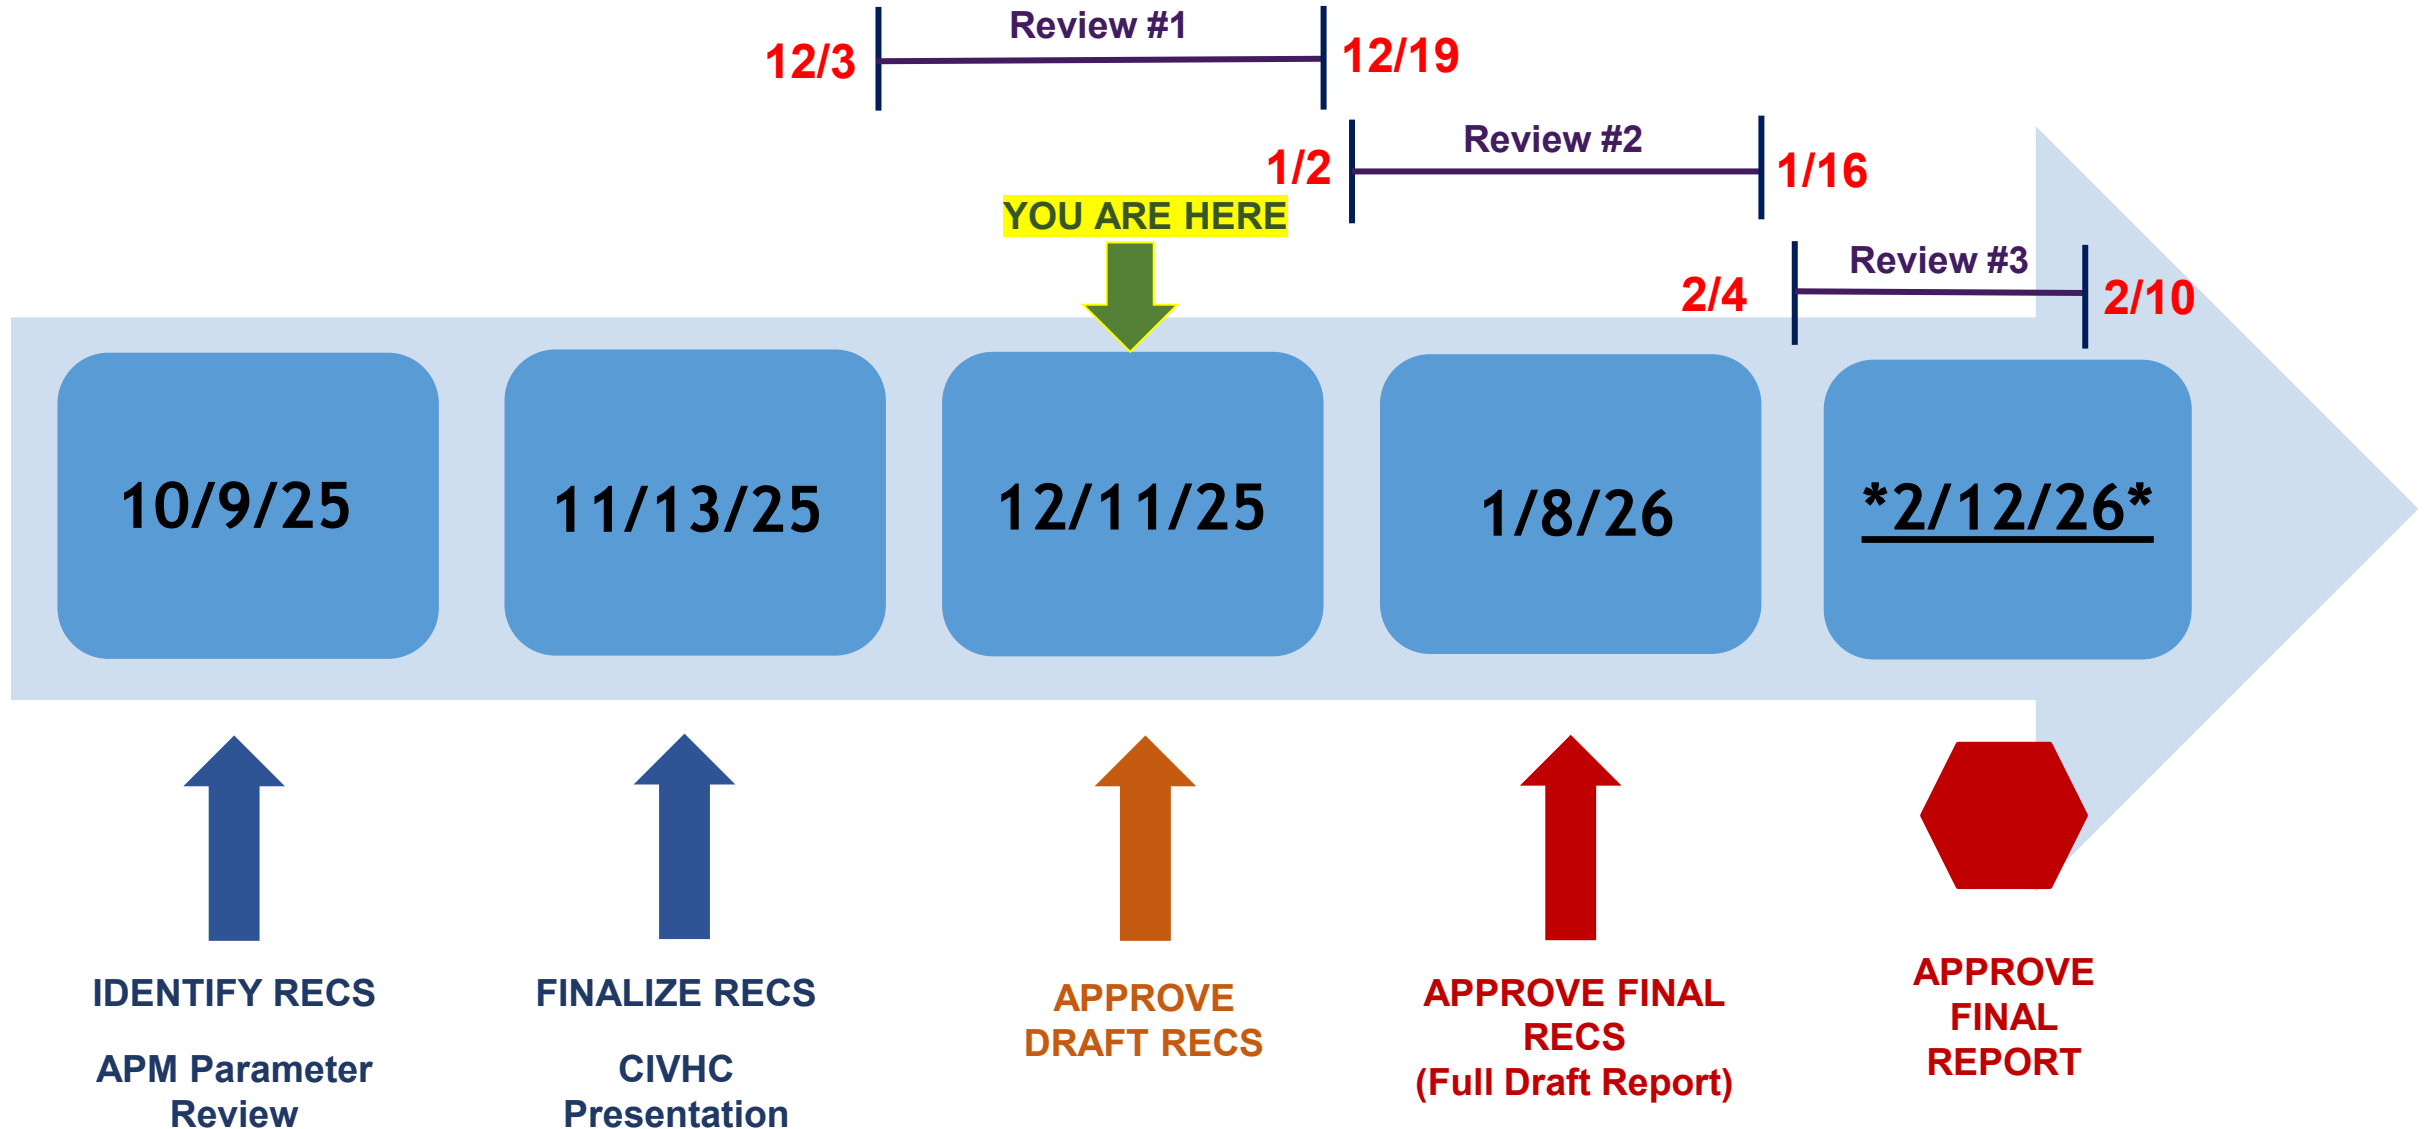 Review #1
12/3
12/19
Review #2
1/2
1/16
YOU ARE HERE
Review #3
2/4
2/10
10/9/25
11/13/25
12/11/25
1/8/26
*2/12/26*
IDENTIFY RECS
APM Parameter
Review
FINALIZE RECS
CIVHC
Presentation
APPROVE
DRAFT RECS
APPROVE FINAL
RECS
(Full Draft Report)
APPROVE
FINAL
REPORT